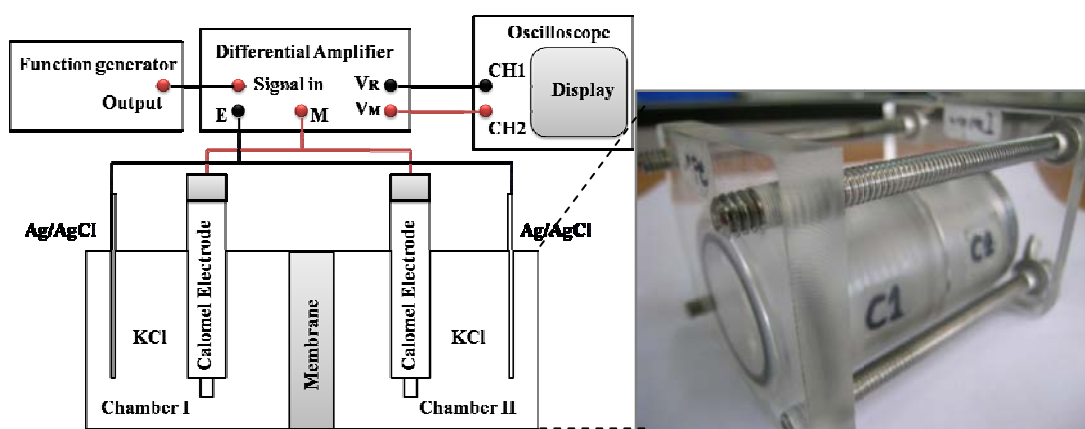 Function generator
Output
Differential Amplifier
Signal in
E
M
VR
VM
Oscilloscope
CH1
CH2
Display
Ag/AgCl
Ag/AgCl
Calomel Electrode
Calomel Electrode
KCl
KCl
Membrane
Chamber I
Chamber II
C1